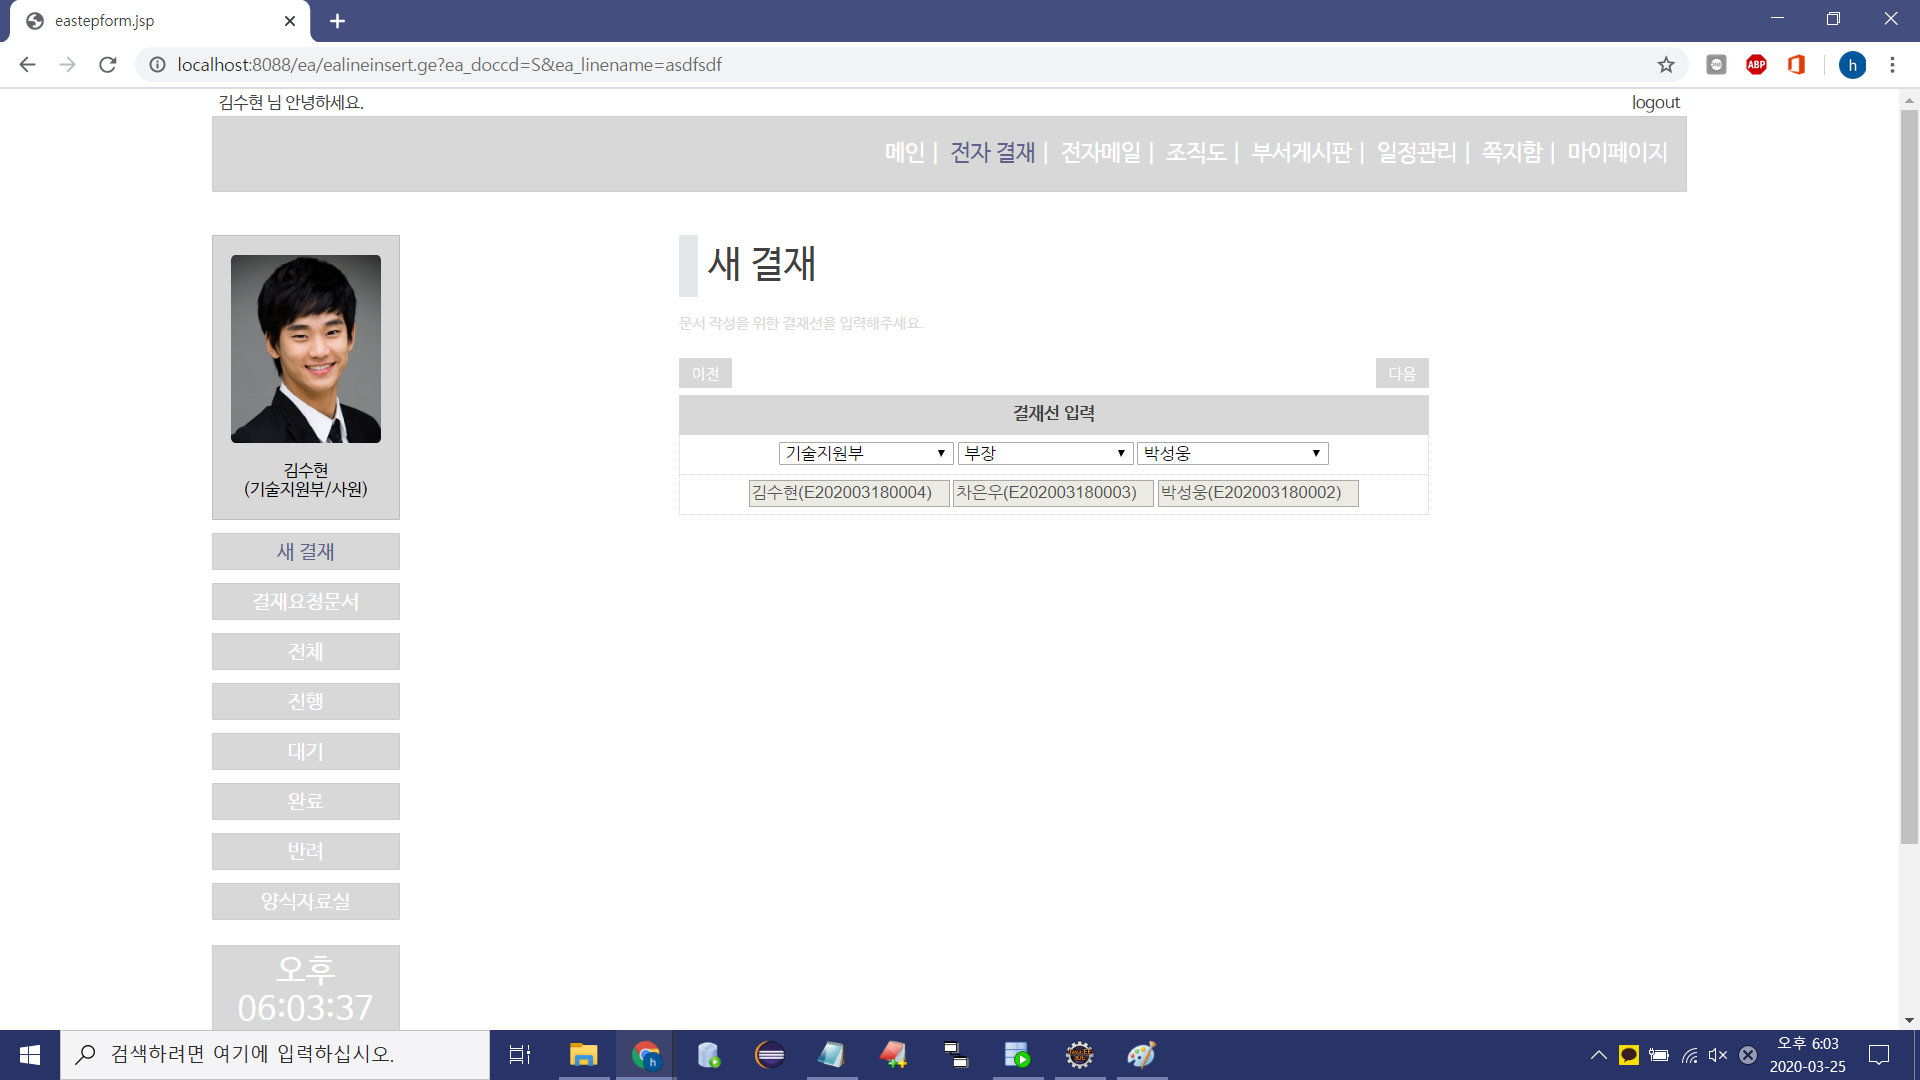 eastepform.jsp
localhost:8088/ea/ealineinsert.ge?ea_doccd=S&ea_linename=asdfsdf
ABP
h
김수현 님 안녕하세요.
logout
메인 | 전자 결재 | 전자메일 | 조직도 | 부서게시판 | 일정관리 | 쪽지함 | 마이페이지
김수현
(기술지원부/사원)
새 결재
결재요청문서
전체
진행
대기
완료
반려
양식자료실
오후
06:03:37
새 결재
문서 작성을 위한 결재선을 입력해주세요.
이전
다음
결재선 입력
기술지원부 부장 박성웅
김수현(E202003180004) 차은우(E202003180003) 박성웅(E202003180002)
검색하려면 여기에 입력하십시오.
h
오후 6:03
2020-03-25